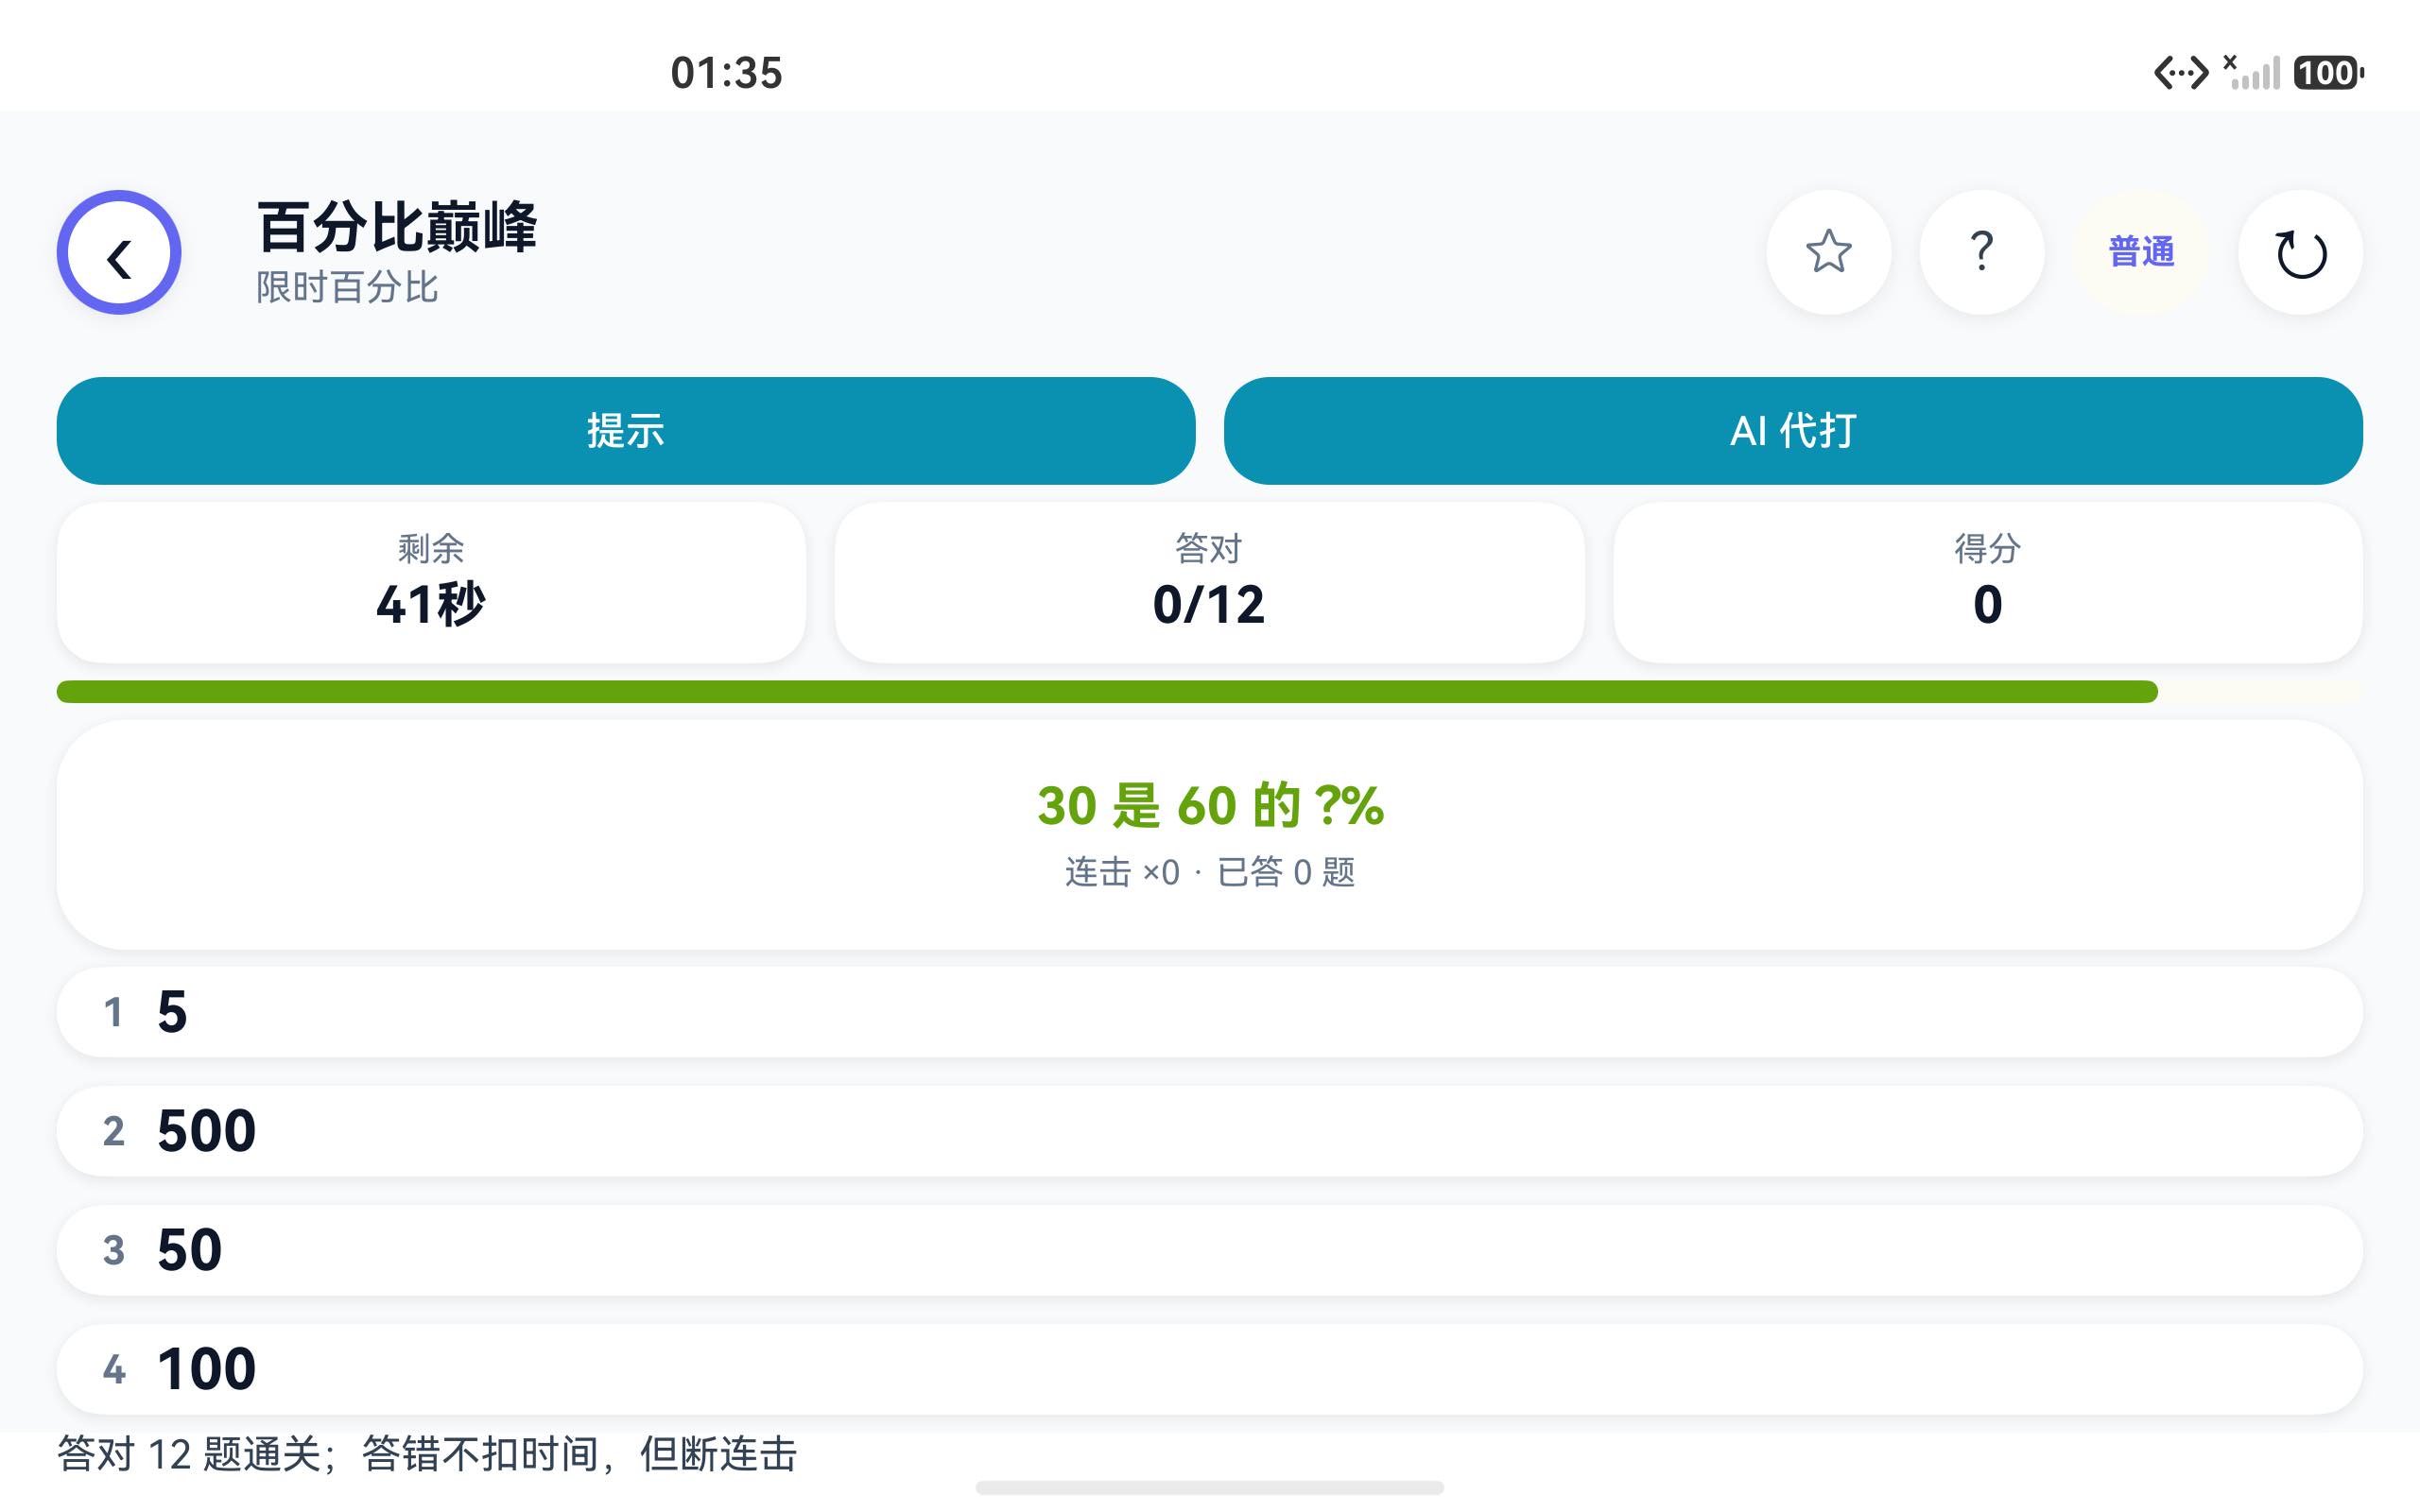 01:35
100
百分比巅峰
限时百分比
?
普通
提示
AI 代打
剩余
41秒
答对
0/12
得分
0
30 是 60 的 ?%
连击 ×0 · 已答 0 题
1 5
2 500
3 50
4 100
答对 12 题通关；答错不扣时间，但断连击